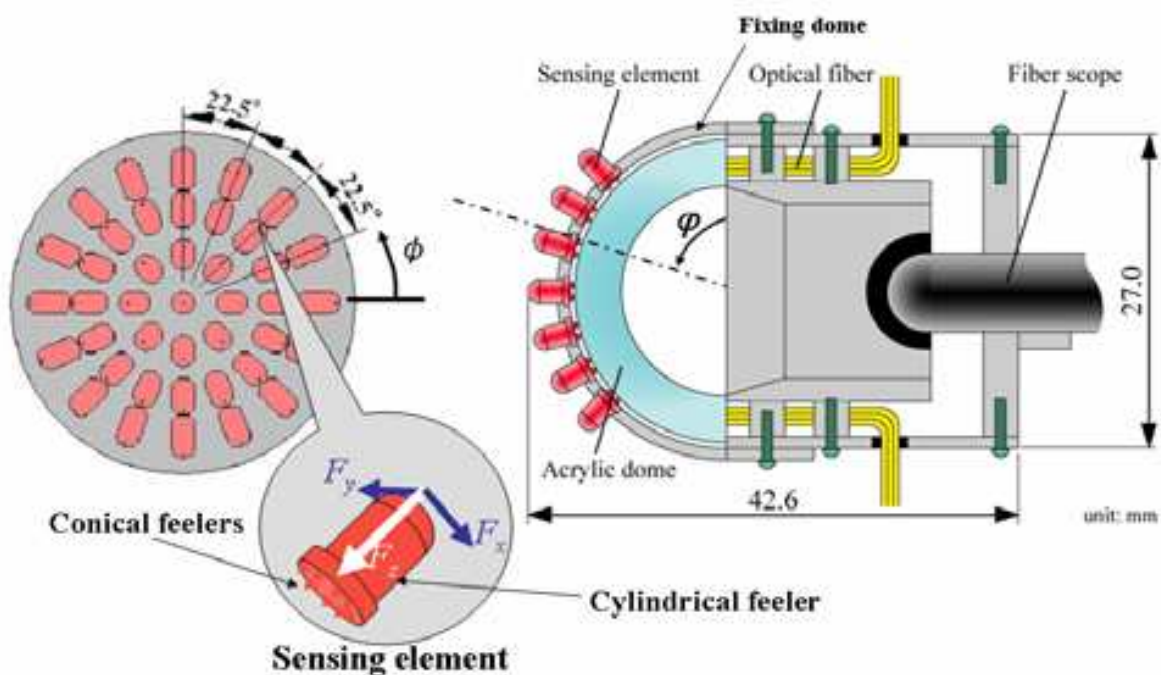 22.5°
22.5°
ϕ
Fixing dome
Sensing element
Optical fiber
Fiber scope
φ
27.0
Acrylic dome
42.6
unit: mm
Fy
Fx
Fz
Conical feelers
Cylindrical feeler
Sensing element